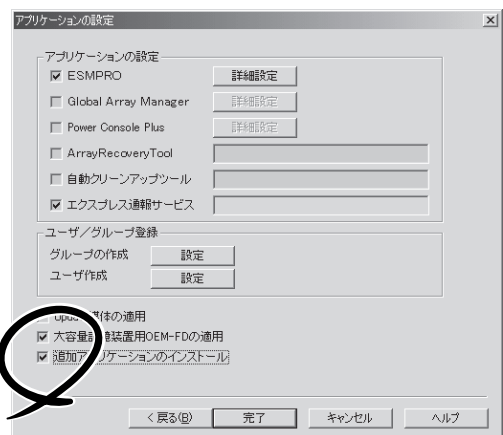 アプリケーションの設定
アプリケーションの設定
ESMPRO 詳細設定
Global Array Manager 詳細設定
Power Console Plus 詳細設定
ArrayRecoveryTool
自動クリーンアップツール
エクスプレス通報サービス
ユーザ/グループ登録
グループの作成 設定
ユーザ作成 設定
の適用
大容量記憶装置用OEM-FDの適用
追加アプリケーションのインストール
< 戻る(B) 完了 キャンセル ヘルプ